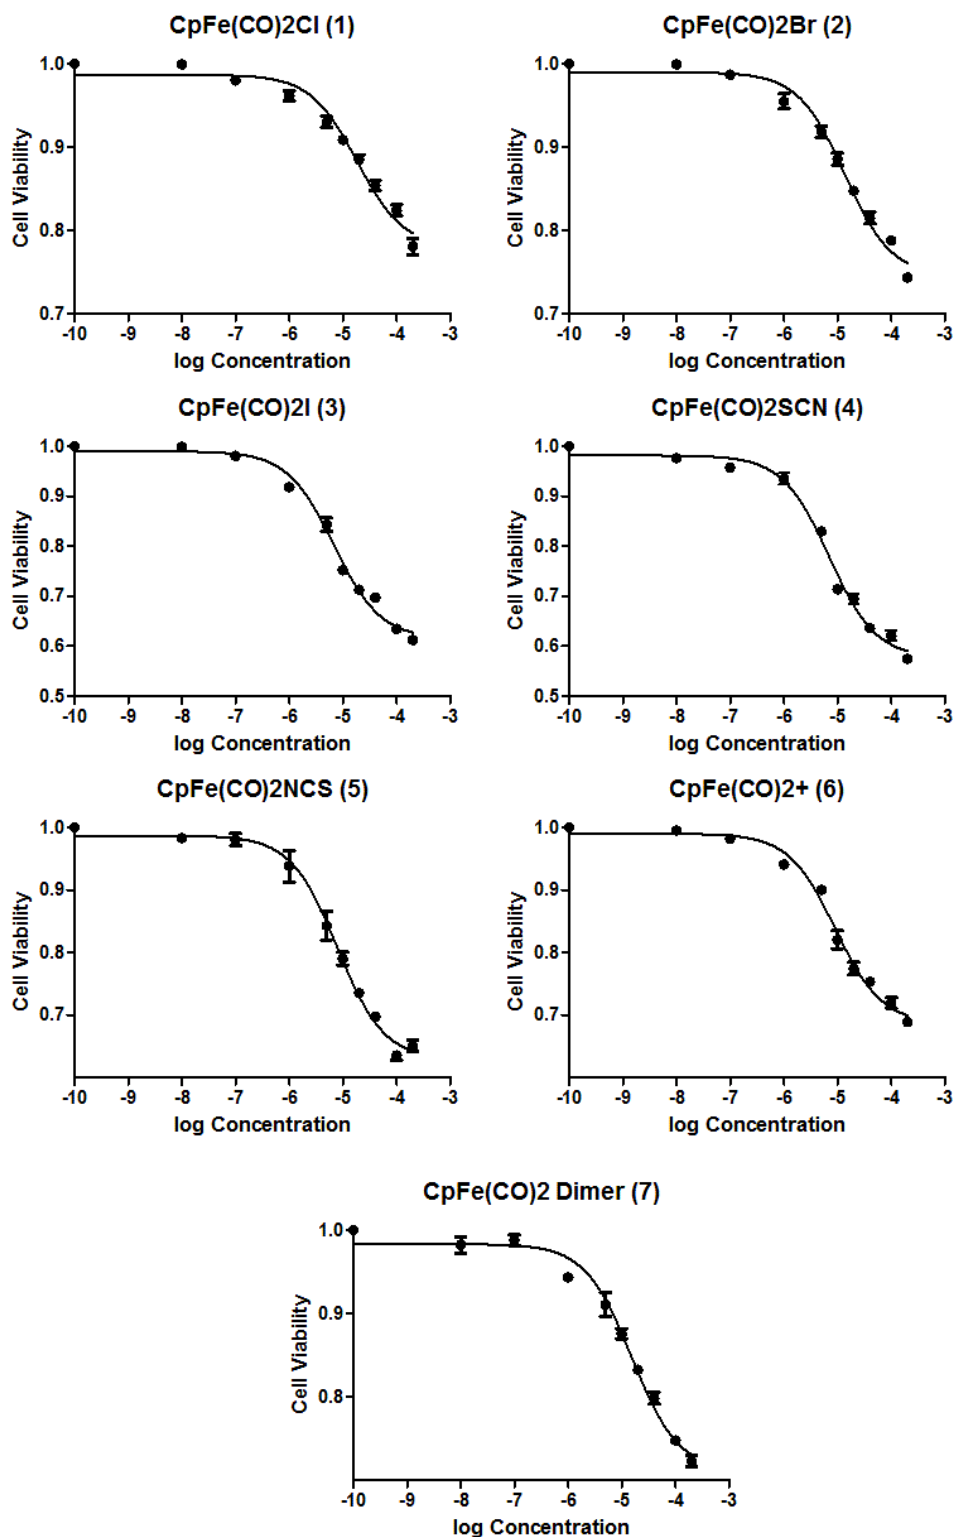 CpFe(CO)2Cl (1)
1.0
0.9
0.8
0.7
Cell Viability
-10 -9 -8 -7 -6 -5 -4 -3
log Concentration
CpFe(CO)2Br (2)
1.0
0.9
0.8
0.7
Cell Viability
-10 -9 -8 -7 -6 -5 -4 -3
log Concentration
CpFe(CO)2I (3)
1.0
0.9
0.8
0.7
0.6
0.5
Cell Viability
-10 -9 -8 -7 -6 -5 -4 -3
log Concentration
CpFe(CO)2SCN (4)
1.0
0.9
0.8
0.7
0.6
0.5
Cell Viability
-10 -9 -8 -7 -6 -5 -4 -3
log Concentration
CpFe(CO)2NCS (5)
1.0
0.9
0.8
0.7
Cell Viability
-10 -9 -8 -7 -6 -5 -4 -3
log Concentration
CpFe(CO)2+ (6)
1.0
0.9
0.8
0.7
Cell Viability
-10 -9 -8 -7 -6 -5 -4 -3
log Concentration
CpFe(CO)2 Dimer (7)
1.0
0.9
0.8
Cell Viability
-10 -9 -8 -7 -6 -5 -4 -3
log Concentration